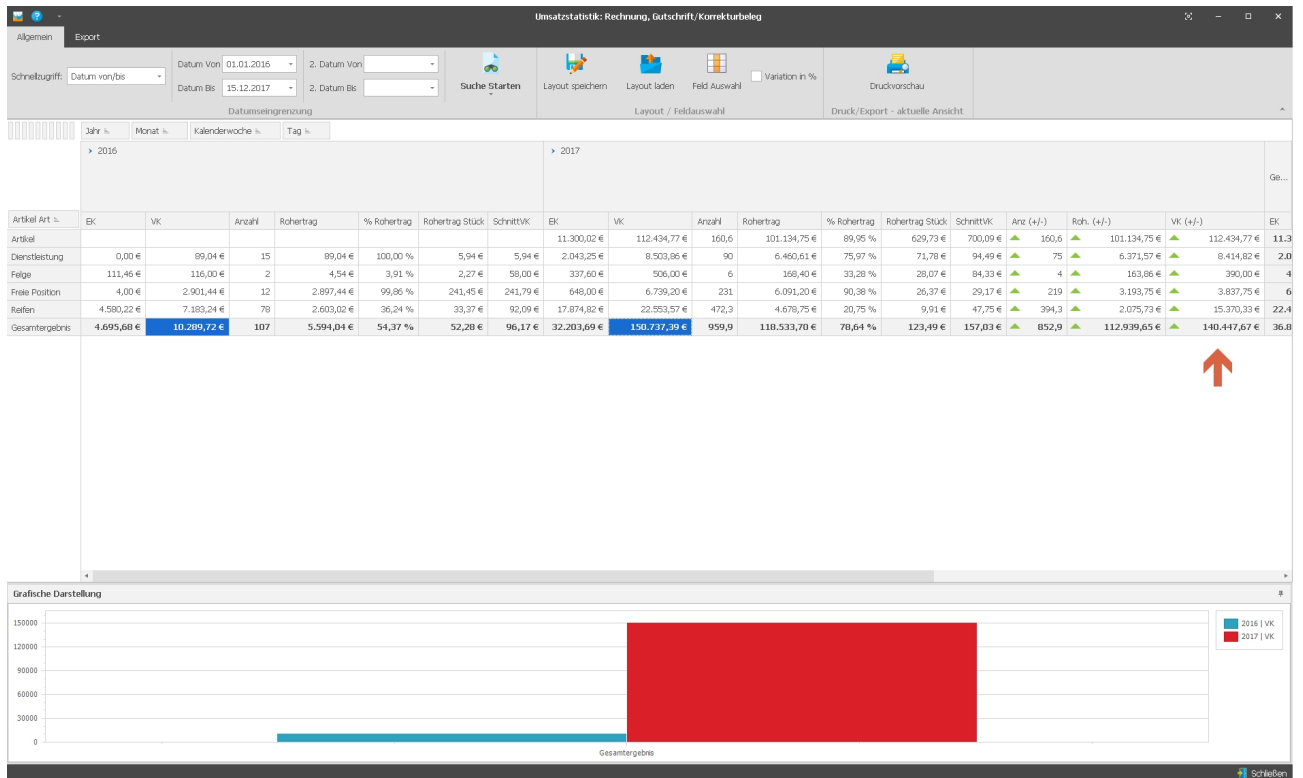 Umsatzstatistik: Rechnung, Gutschrift/Korrekturbeleg
Allgemein Export
Schnellzugriff: Datum von/bis
Datum Von 01.01.2016 2. Datum Von
Datum Bis 15.12.2017 2. Datum Bis
Suche Starten Layout speichern Layout laden Feld Auswahl Variation in % Druckvorschau
Datumseingrenzung Layout / Feldauswahl Druck/Export - aktuelle Ansicht
Jahr Monat Kalenderwoche Tag
2016 2017 Ge...
Artikel Art EK VK Anzahl Rohertrag % Rohertrag Rohertrag Stück SchnittVK EK VK Anzahl Rohertrag % Rohertrag Rohertrag Stück SchnittVK Anz (+/-) Roh. (+/-) VK (+/-) EK
Artikel 11.300,02 € 112.434,77 € 160,6 101.134,75 € 89,95 % 629,73 € 700,09 € 160,6 101.134,75 € 112.434,77 € 11.3
Dienstleistung 0,00 € 89,04 € 15 89,04 € 100,00 % 5,94 € 5,94 € 2.043,25 € 8.503,86 € 90 6.460,61 € 75,97 % 71,78 € 94,49 € 75 6.371,57 € 8.414,82 € 2.0
Felge 111,46 € 116,00 € 2 4,54 € 3,91 % 2,27 € 58,00 € 337,60 € 506,00 € 6 168,40 € 33,28 % 28,07 € 84,33 € 4 163,86 € 390,00 € 4
Freie Position 4,00 € 2.901,44 € 12 2.897,44 € 99,86 % 241,45 € 241,79 € 648,00 € 6.739,20 € 231 6.091,20 € 90,38 % 26,37 € 29,17 € 219 3.193,75 € 3.837,75 € 6
Reifen 4.580,22 € 7.183,24 € 78 2.603,02 € 36,24 % 33,37 € 92,09 € 17.874,82 € 22.553,57 € 472,3 4.678,75 € 20,75 % 9,91 € 47,75 € 394,3 2.075,73 € 15.370,33 € 22.4
Gesamtergebnis 4.695,68 € 10.289,72 € 107 5.594,04 € 54,37 % 52,28 € 96,17 € 32.203,69 € 150.737,39 € 959,9 118.533,70 € 78,64 % 123,49 € 157,03 € 852,9 112.939,65 € 140.447,67 € 36.8
Grafische Darstellung
150000
120000
90000
60000
30000
0
2016 | VK
2017 | VK
Gesamtergebnis
Schließen